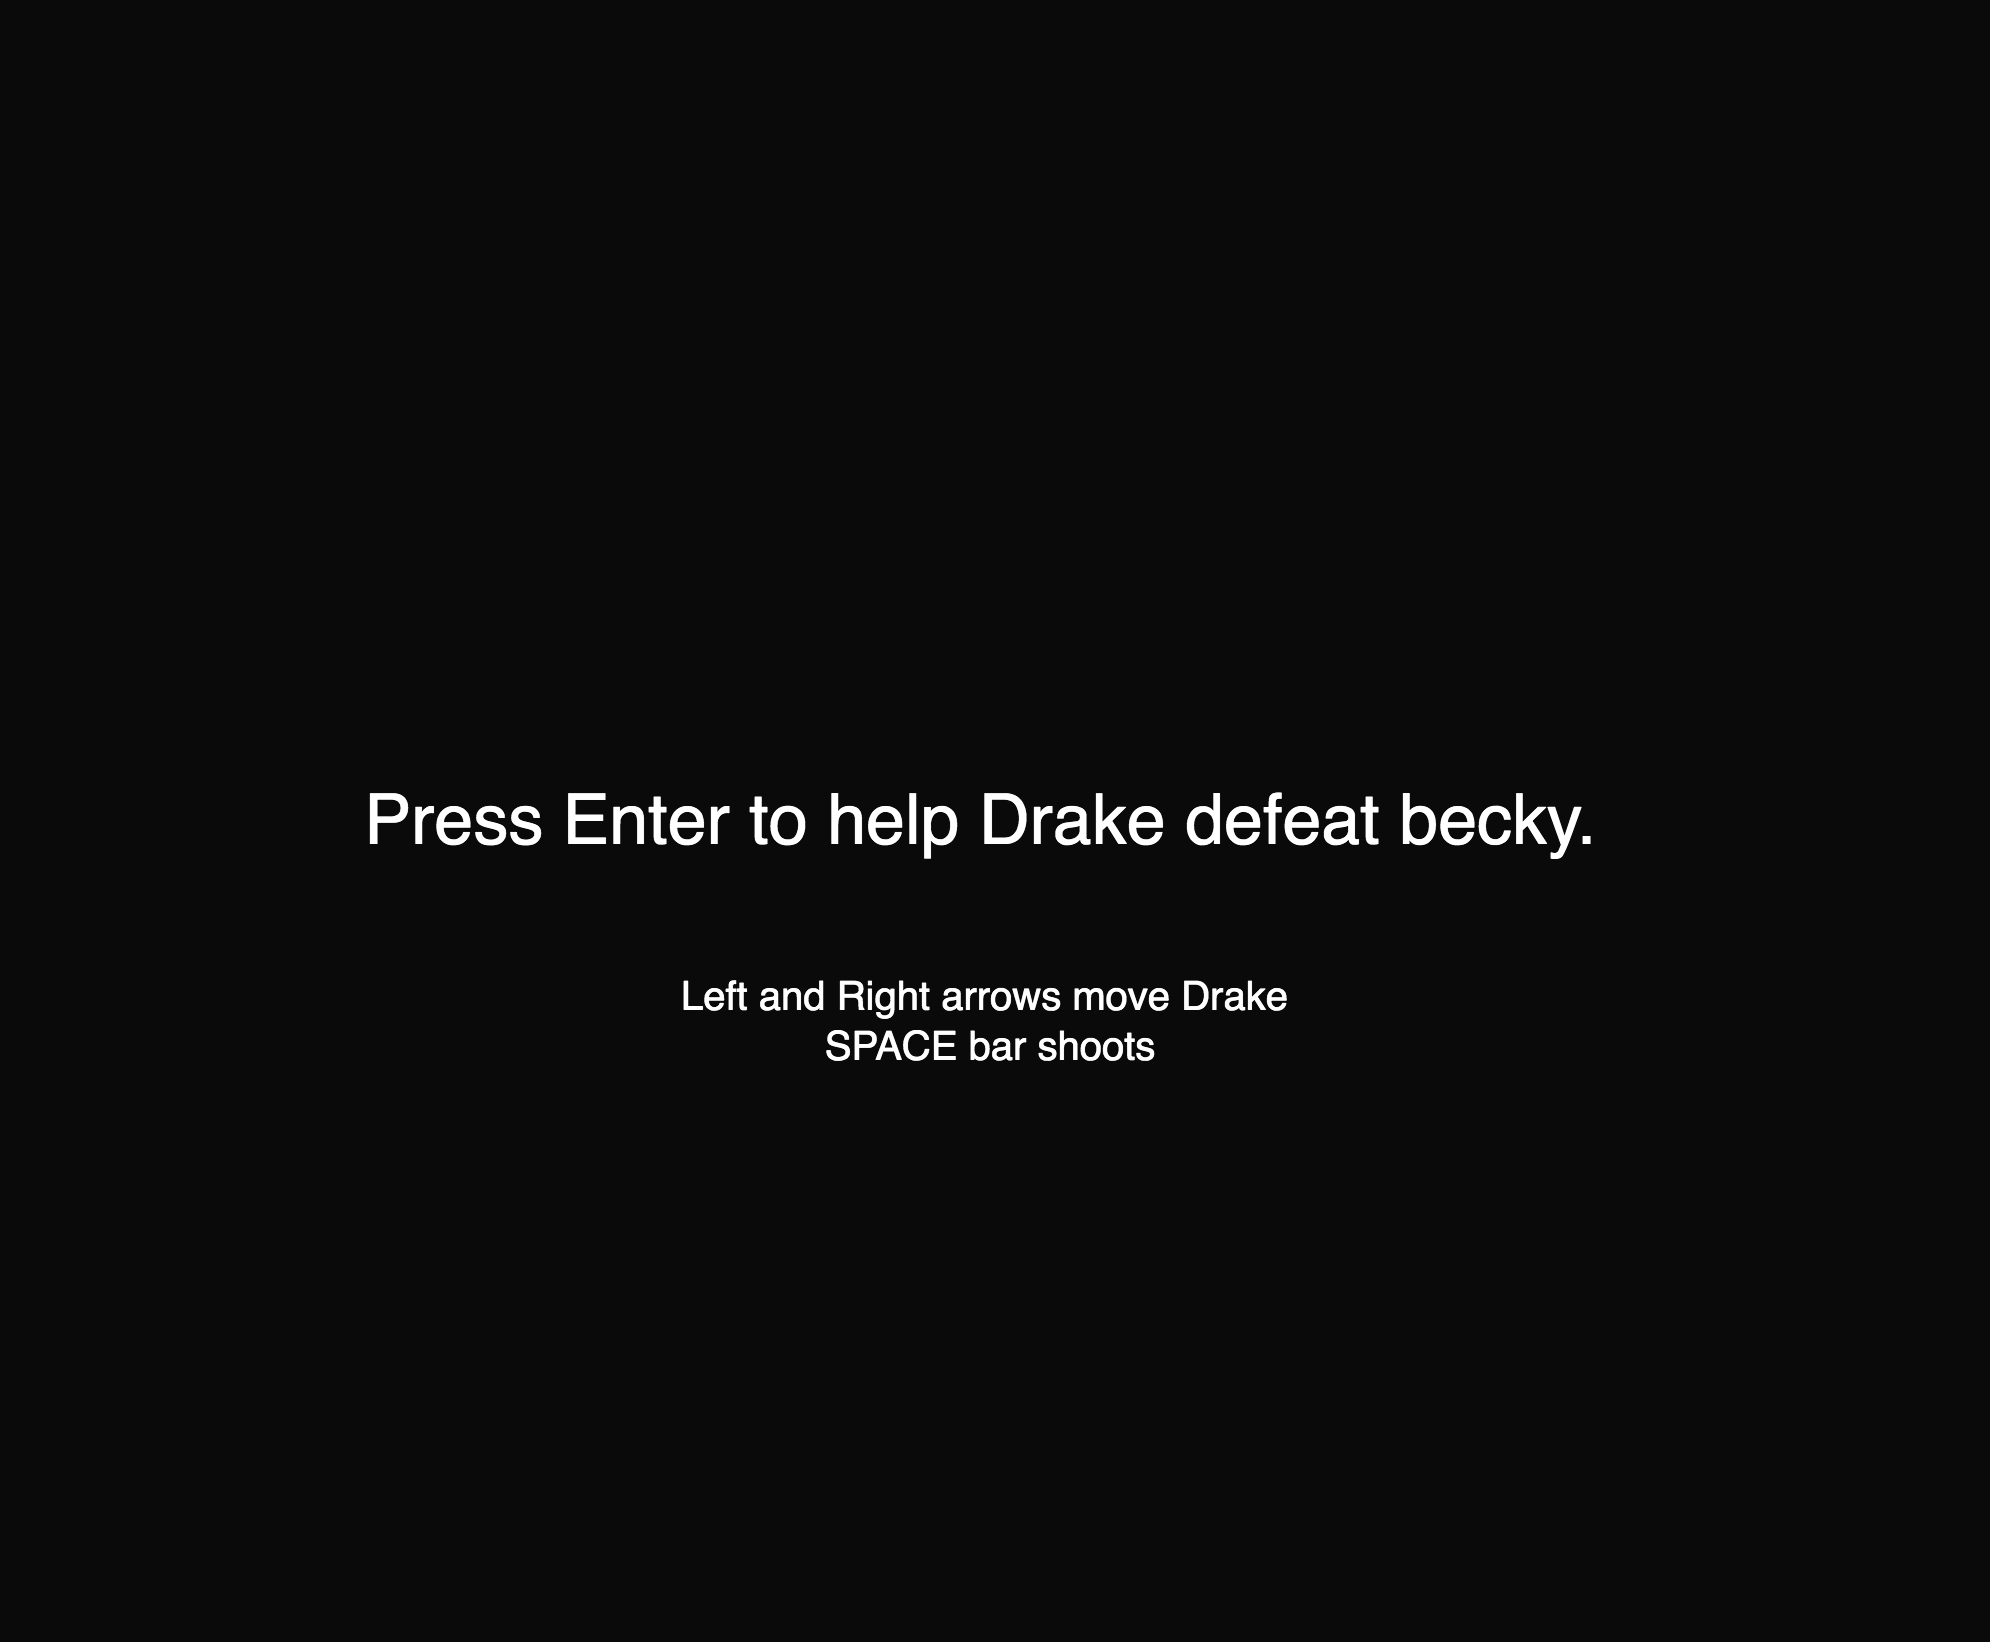 Press Enter to help Drake defeat becky.
Left and Right arrows move Drake
SPACE bar shoots